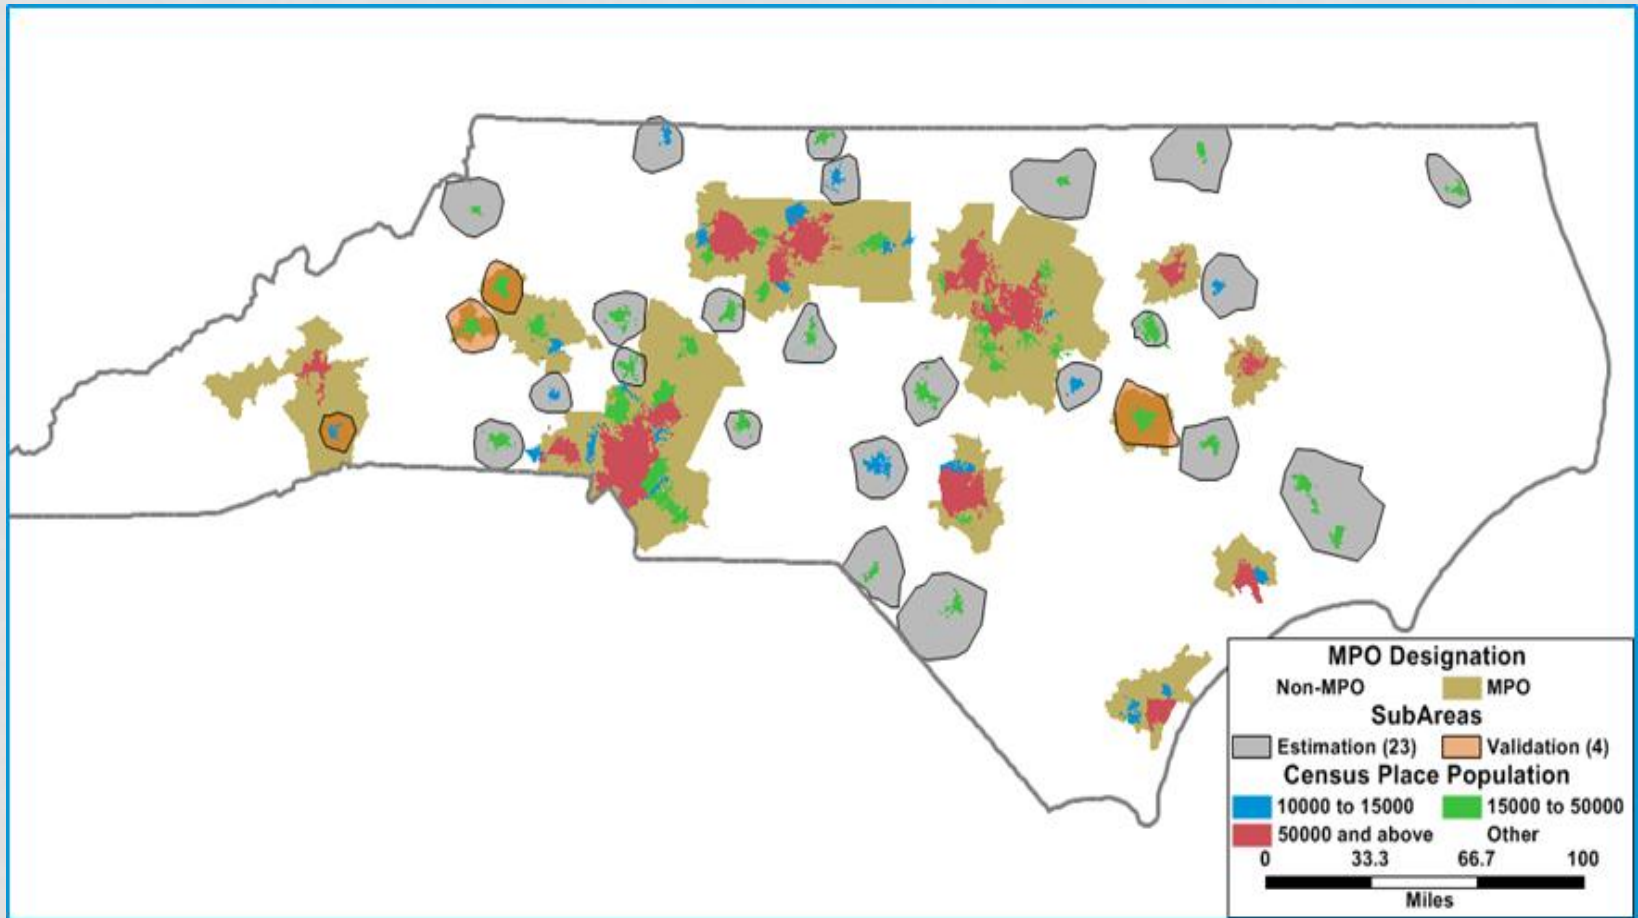 MPO Designation
Non-MPO MPO
SubAreas
Estimation (23) Validation (4)
Census Place Population
10000 to 15000 15000 to 50000
50000 and above Other
0 33.3 66.7 100
Miles